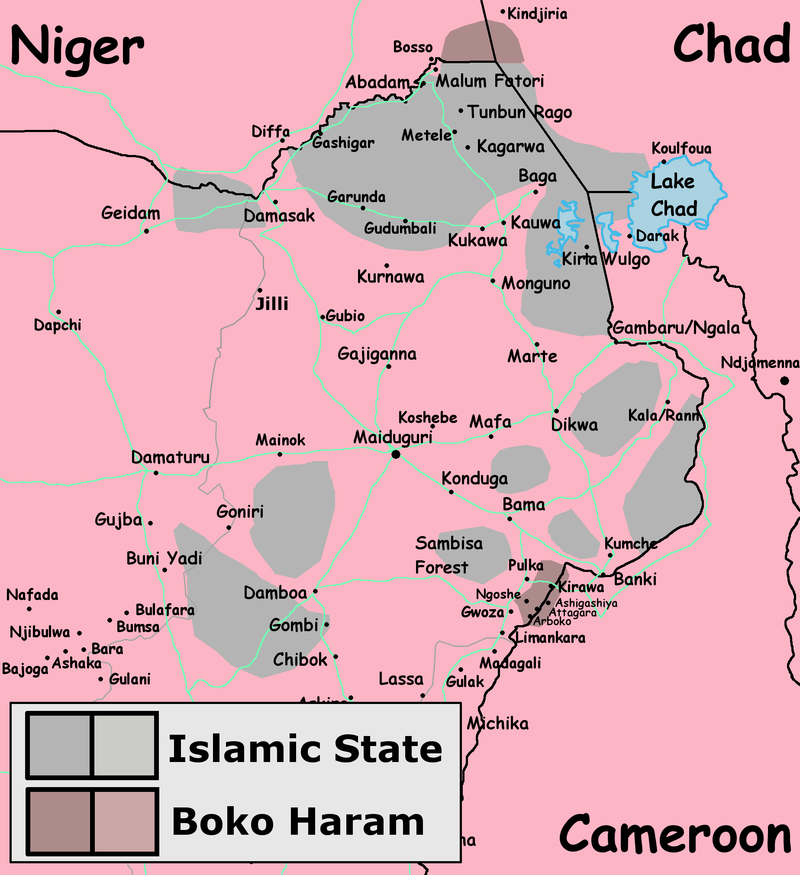 Kindjiria
Niger
Chad
Bosso
Abadam
Malum Fatori
Tunbun Rago
Diffa
Metele
Gashigar
Kagarwa
Koulfoua
Baga
Lake
Chad
Garunda
Geidam
Damasak
Gudumbali
Kauwa
Kukawa
Darak
Kirta Wulgo
Kurnawa
Monguno
Jilli
Dapchi
Gubio
Gambaru/Ngala
Gajiganna
Marte
Ndjamenna
Koshebe
Kala/Rann
Mafa
Dikwa
Maiduguri
Mainok
Damaturu
Konduga
Goniri
Bama
Gujba
Sambisa
Forest
Kumche
Buni Yadi
Pulka
Banki
Kirawa
Damboa
Nafada
Ngoshe
Ashigashiya
Bulafara
Gwoza
Attagara
Arboko
Bumsa
Gombi
Njibulwa
Limankara
Bara
Chibok
Ashaka
Madagali
Bajoga
Gulani
Lassa
Gulak
Michika
Islamic State
Boko Haram
Cameroon